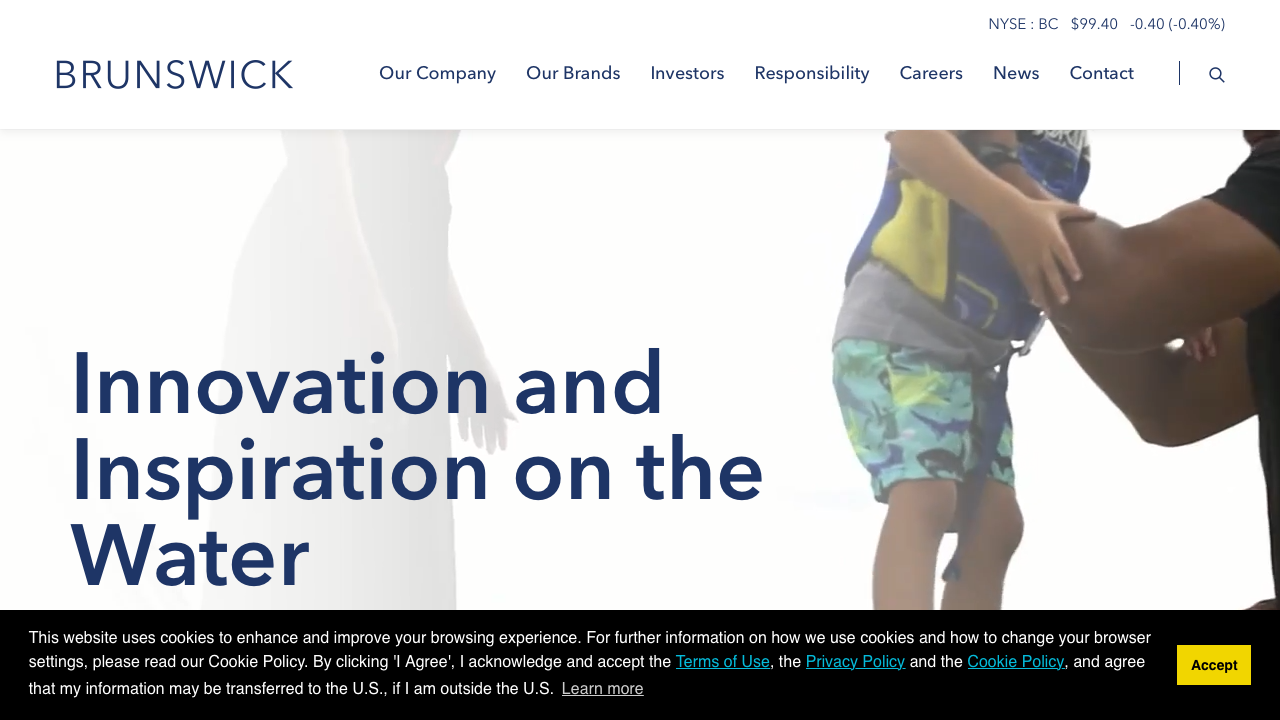 NYSE : BC $99.40 -0.40 (-0.40%)
BRUNSWICK
Our Company Our Brands Investors Responsibility Careers News Contact
Innovation and
Inspiration on the
Water
This website uses cookies to enhance and improve your browsing experience. For further information on how we use cookies and how to change your browser
settings, please read our Cookie Policy. By clicking 'I Agree', I acknowledge and accept the Terms of Use, the Privacy Policy and the Cookie Policy, and agree
that my information may be transferred to the U.S., if I am outside the U.S. Learn more
Accept